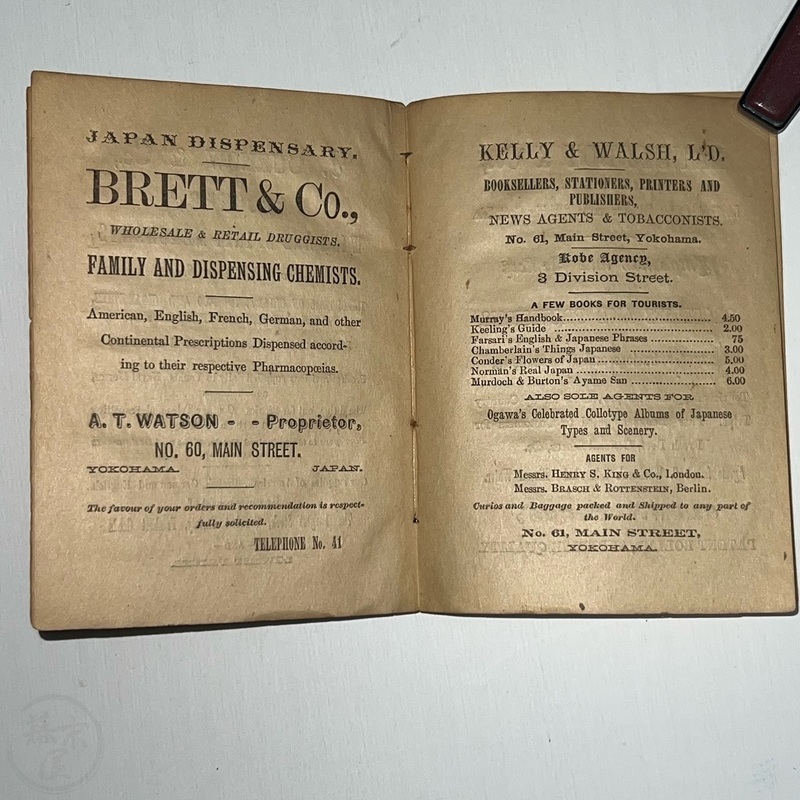 JAPAN DISPENSARY.
BRETT & Co.,
WHOLESALE & RETAIL DRUGGISTS.
FAMILY AND DISPENSING CHEMISTS.
American, English, French, German, and other
Continental Prescriptions Dispensed accord-
ing to their respective Pharmacopœias.
A. T. WATSON - - Proprietor,
NO. 60, MAIN STREET.
YOKOHAMA. JAPAN.
The favour of your orders and recommendation is respect-
fully solicited.
TELEPHONE No. 41
KELLY & WALSH, L'D.
BOOKSELLERS, STATIONERS, PRINTERS AND
PUBLISHERS,
NEWS AGENTS & TOBACCONISTS.
No. 61, Main Street, Yokohama.
Kobe Agency,
3 Division Street.
A FEW BOOKS FOR TOURISTS.
Murray's Handbook........................................ 4.50
Keeling's Guide ........................................ 2.00
Farsari's English & Japanese Phrases ................ 75
Chamberlain's Things Japanese ..................... 3.00
Conder's Flowers of Japan.............................. 5.00
Norman's Real Japan .................................... 4.00
Murdoch & Burton's Ayame San ..................... 6.00
ALSO SOLE AGENTS FOR
Ogawa's Celebrated Collotype Albums of Japanese
Types and Scenery.
AGENTS FOR
Messrs. HENRY S. KING & Co., London.
Messrs. BRASCH & ROTTENSTEIN, Berlin.
Curios and Baggage packed and Shipped to any part of
the World.
No. 61, MAIN STREET,
YOKOHAMA.